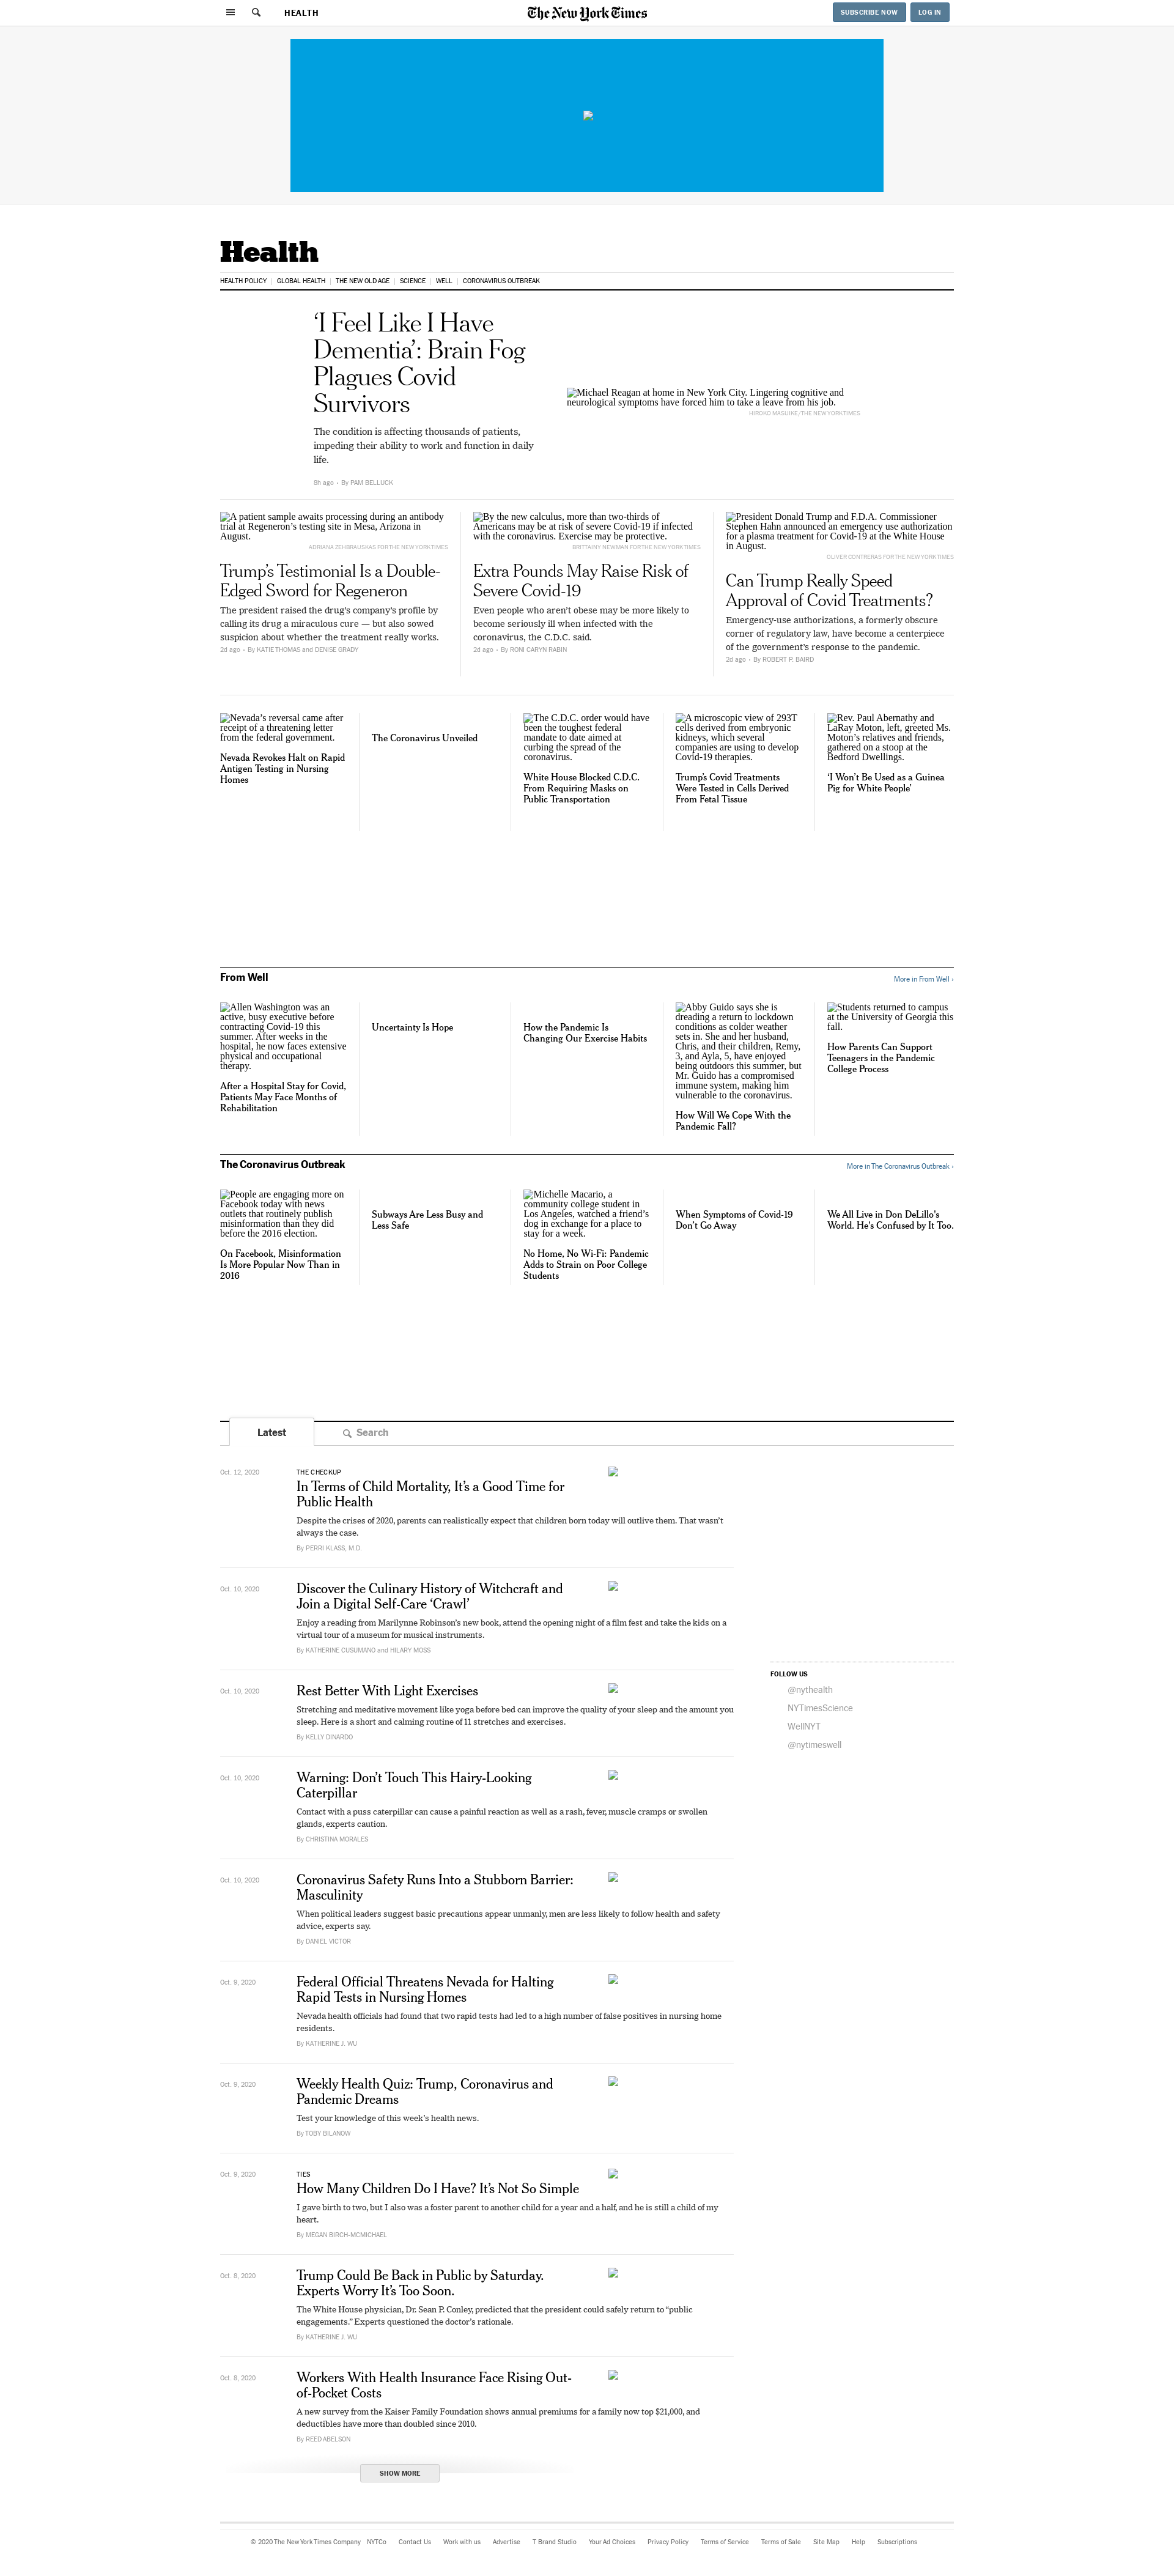 HEALTH
The New York Times
SUBSCRIBE NOW
LOG IN
Health
HEALTH POLICY
GLOBAL HEALTH
THE NEW OLD AGE
SCIENCE
WELL
CORONAVIRUS OUTBREAK
‘I Feel Like I Have
Dementia’: Brain Fog
Plagues Covid
Survivors
The condition is affecting thousands of patients,
impeding their ability to work and function in daily
life.
8h ago • By PAM BELLUCK
Michael Reagan at home in New York City. Lingering cognitive and
neurological symptoms have forced him to take a leave from his job.
HIROKO MASUIKE/THE NEW YORK TIMES
A patient sample awaits processing during an antibody
trial at Regeneron’s testing site in Mesa, Arizona in
August.
ADRIANA ZEHBRAUSKAS FOR THE NEW YORK TIMES
Trump’s Testimonial Is a Double-
Edged Sword for Regeneron
The president raised the drug’s company’s profile by
calling its drug a miraculous cure — but also sowed
suspicion about whether the treatment really works.
2d ago • By KATIE THOMAS and DENISE GRADY
By the new calculus, more than two-thirds of
Americans may be at risk of severe Covid-19 if infected
with the coronavirus. Exercise may be protective.
BRITTAINY NEWMAN FOR THE NEW YORK TIMES
Extra Pounds May Raise Risk of
Severe Covid-19
Even people who aren’t obese may be more likely to
become seriously ill when infected with the
coronavirus, the C.D.C. said.
2d ago • By RONI CARYN RABIN
President Donald Trump and F.D.A. Commissioner
Stephen Hahn announced an emergency use authorization
for a plasma treatment for Covid-19 at the White House
in August.
OLIVER CONTRERAS FOR THE NEW YORK TIMES
Can Trump Really Speed
Approval of Covid Treatments?
Emergency-use authorizations, a formerly obscure
corner of regulatory law, have become a centerpiece
of the government’s response to the pandemic.
2d ago • By ROBERT P. BAIRD
Nevada’s reversal came after
receipt of a threatening letter
from the federal government.
Nevada Revokes Halt on Rapid
Antigen Testing in Nursing
Homes
The Coronavirus Unveiled
The C.D.C. order would have
been the toughest federal
mandate to date aimed at
curbing the spread of the
coronavirus.
White House Blocked C.D.C.
From Requiring Masks on
Public Transportation
A microscopic view of 293T
cells derived from embryonic
kidneys, which several
companies are using to develop
Covid-19 therapies.
Trump’s Covid Treatments
Were Tested in Cells Derived
From Fetal Tissue
Rev. Paul Abernathy and
LaRay Moton, left, greeted Ms.
Moton’s relatives and friends,
gathered on a stoop at the
Bedford Dwellings.
‘I Won’t Be Used as a Guinea
Pig for White People’
From Well
More in From Well ›
Allen Washington was an
active, busy executive before
contracting Covid-19 this
summer. After weeks in the
hospital, he now faces extensive
physical and occupational
therapy.
After a Hospital Stay for Covid,
Patients May Face Months of
Rehabilitation
Uncertainty Is Hope
How the Pandemic Is
Changing Our Exercise Habits
Abby Guido says she is
dreading a return to lockdown
conditions as colder weather
sets in. She and her husband,
Chris, and their children, Remy,
3, and Ayla, 5, have enjoyed
being outdoors this summer, but
Mr. Guido has a compromised
immune system, making him
vulnerable to the coronavirus.
How Will We Cope With the
Pandemic Fall?
Students returned to campus
at the University of Georgia this
fall.
How Parents Can Support
Teenagers in the Pandemic
College Process
The Coronavirus Outbreak
More in The Coronavirus Outbreak ›
People are engaging more on
Facebook today with news
outlets that routinely publish
misinformation than they did
before the 2016 election.
On Facebook, Misinformation
Is More Popular Now Than in
2016
Subways Are Less Busy and
Less Safe
Michelle Macario, a
community college student in
Los Angeles, watched a friend’s
dog in exchange for a place to
stay for a week.
No Home, No Wi-Fi: Pandemic
Adds to Strain on Poor College
Students
When Symptoms of Covid-19
Don’t Go Away
We All Live in Don DeLillo’s
World. He’s Confused by It Too.
Latest
Search
Oct. 12, 2020
THE CHECKUP
In Terms of Child Mortality, It’s a Good Time for
Public Health
Despite the crises of 2020, parents can realistically expect that children born today will outlive them. That wasn’t
always the case.
By PERRI KLASS, M.D.
Oct. 10, 2020
Discover the Culinary History of Witchcraft and
Join a Digital Self-Care ‘Crawl’
Enjoy a reading from Marilynne Robinson’s new book, attend the opening night of a film fest and take the kids on a
virtual tour of a museum for musical instruments.
By KATHERINE CUSUMANO and HILARY MOSS
Oct. 10, 2020
Rest Better With Light Exercises
Stretching and meditative movement like yoga before bed can improve the quality of your sleep and the amount you
sleep. Here is a short and calming routine of 11 stretches and exercises.
By KELLY DINARDO
Oct. 10, 2020
Warning: Don’t Touch This Hairy-Looking
Caterpillar
Contact with a puss caterpillar can cause a painful reaction as well as a rash, fever, muscle cramps or swollen
glands, experts caution.
By CHRISTINA MORALES
Oct. 10, 2020
Coronavirus Safety Runs Into a Stubborn Barrier:
Masculinity
When political leaders suggest basic precautions appear unmanly, men are less likely to follow health and safety
advice, experts say.
By DANIEL VICTOR
Oct. 9, 2020
Federal Official Threatens Nevada for Halting
Rapid Tests in Nursing Homes
Nevada health officials had found that two rapid tests had led to a high number of false positives in nursing home
residents.
By KATHERINE J. WU
Oct. 9, 2020
Weekly Health Quiz: Trump, Coronavirus and
Pandemic Dreams
Test your knowledge of this week’s health news.
By TOBY BILANOW
Oct. 9, 2020
TIES
How Many Children Do I Have? It’s Not So Simple
I gave birth to two, but I also was a foster parent to another child for a year and a half, and he is still a child of my
heart.
By MEGAN BIRCH-MCMICHAEL
Oct. 8, 2020
Trump Could Be Back in Public by Saturday.
Experts Worry It’s Too Soon.
The White House physician, Dr. Sean P. Conley, predicted that the president could safely return to “public
engagements.” Experts questioned the doctor’s rationale.
By KATHERINE J. WU
Oct. 8, 2020
Workers With Health Insurance Face Rising Out-
of-Pocket Costs
A new survey from the Kaiser Family Foundation shows annual premiums for a family now top $21,000, and
deductibles have more than doubled since 2010.
By REED ABELSON
SHOW MORE
FOLLOW US
@nythealth
NYTimesScience
WellNYT
@nytimeswell
© 2020 The New York Times Company NYTCo Contact Us Work with us Advertise T Brand Studio Your Ad Choices Privacy Policy Terms of Service Terms of Sale Site Map Help Subscriptions